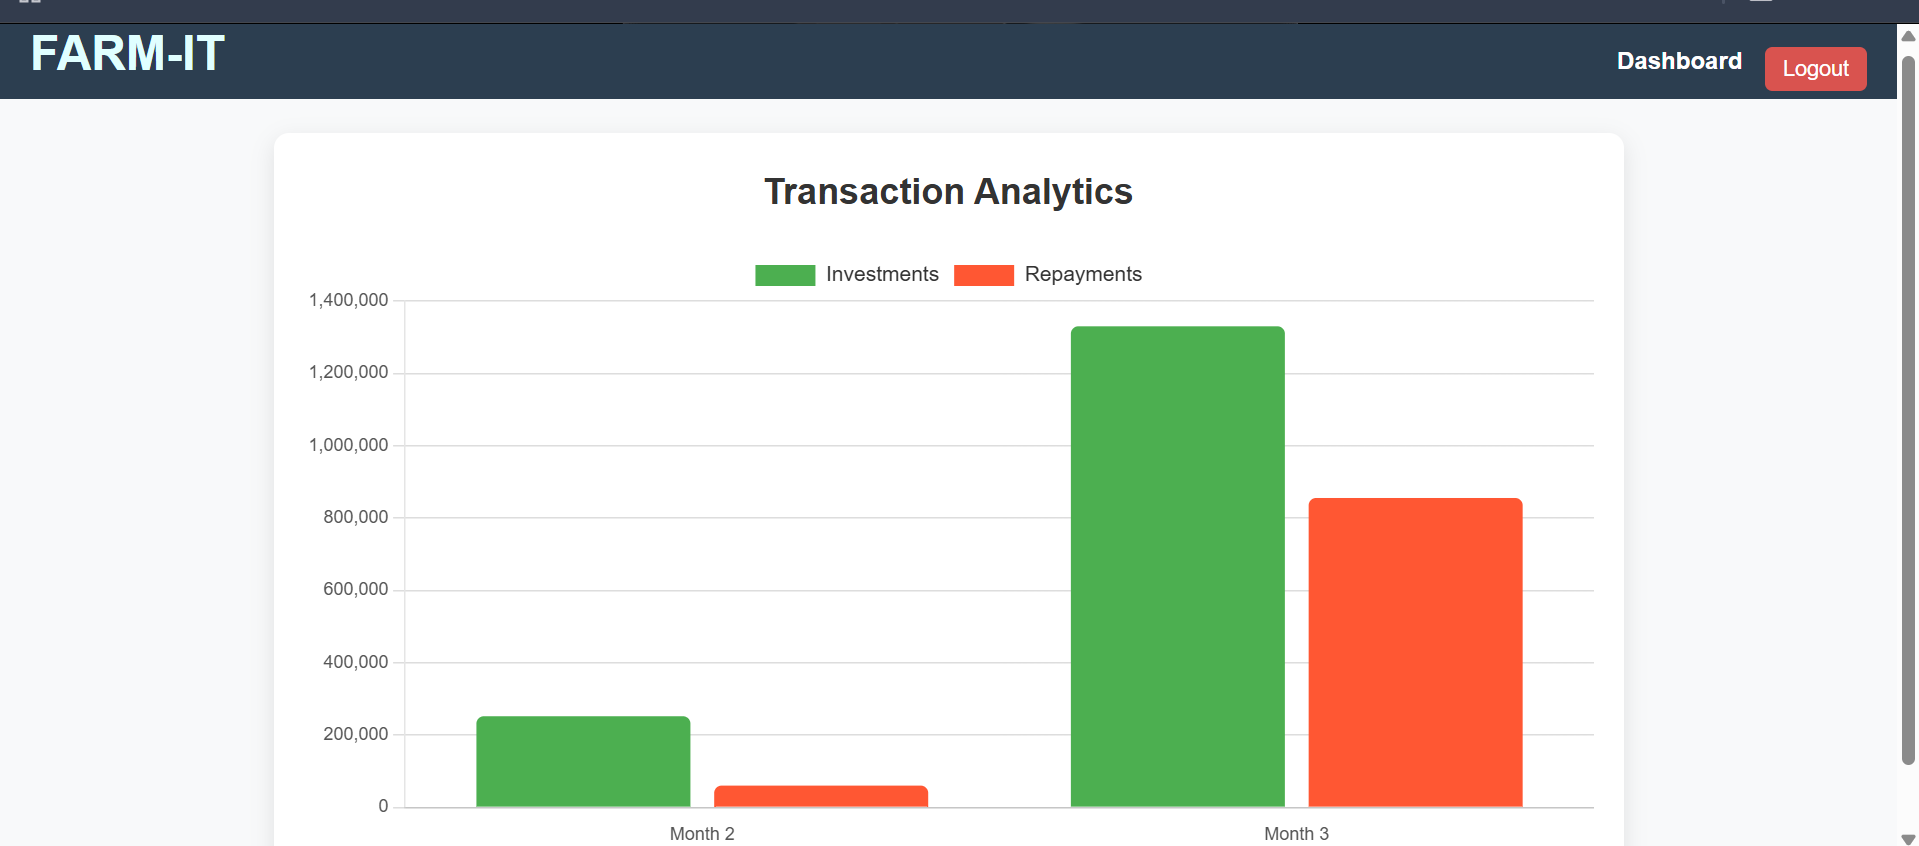 FARM-IT
Dashboard
Logout
Transaction Analytics
Investments
Repayments
1,400,000
1,200,000
1,000,000
800,000
600,000
400,000
200,000
0
Month 2
Month 3